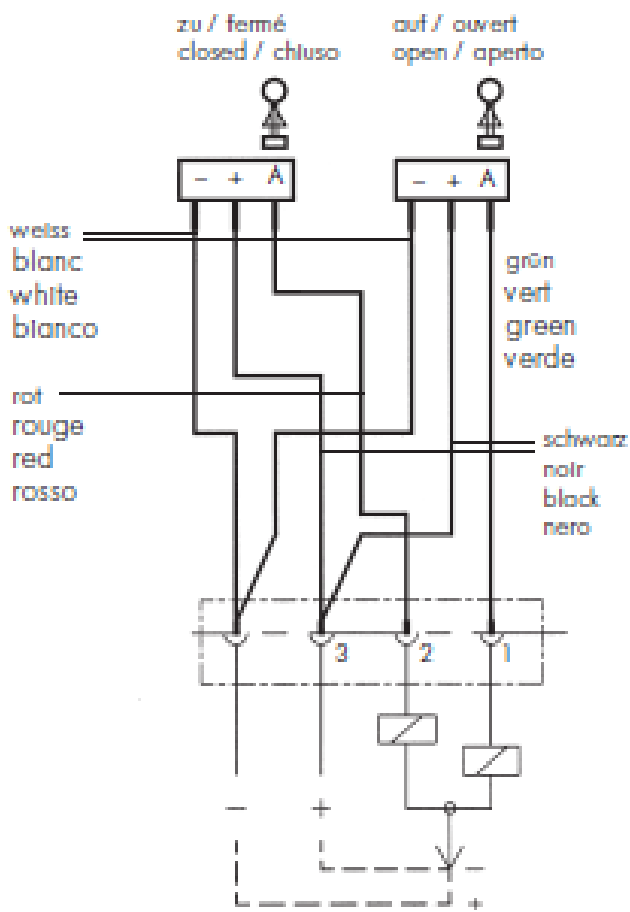 zu / fermé
closed / chiuso
auf / ouvert
open / aperto
- + A
- + A
weiss
blanc
white
bianco
grün
vert
green
verde
rot
rouge
red
rosso
schwarz
noir
black
nero
3 2 1
- +
-
+